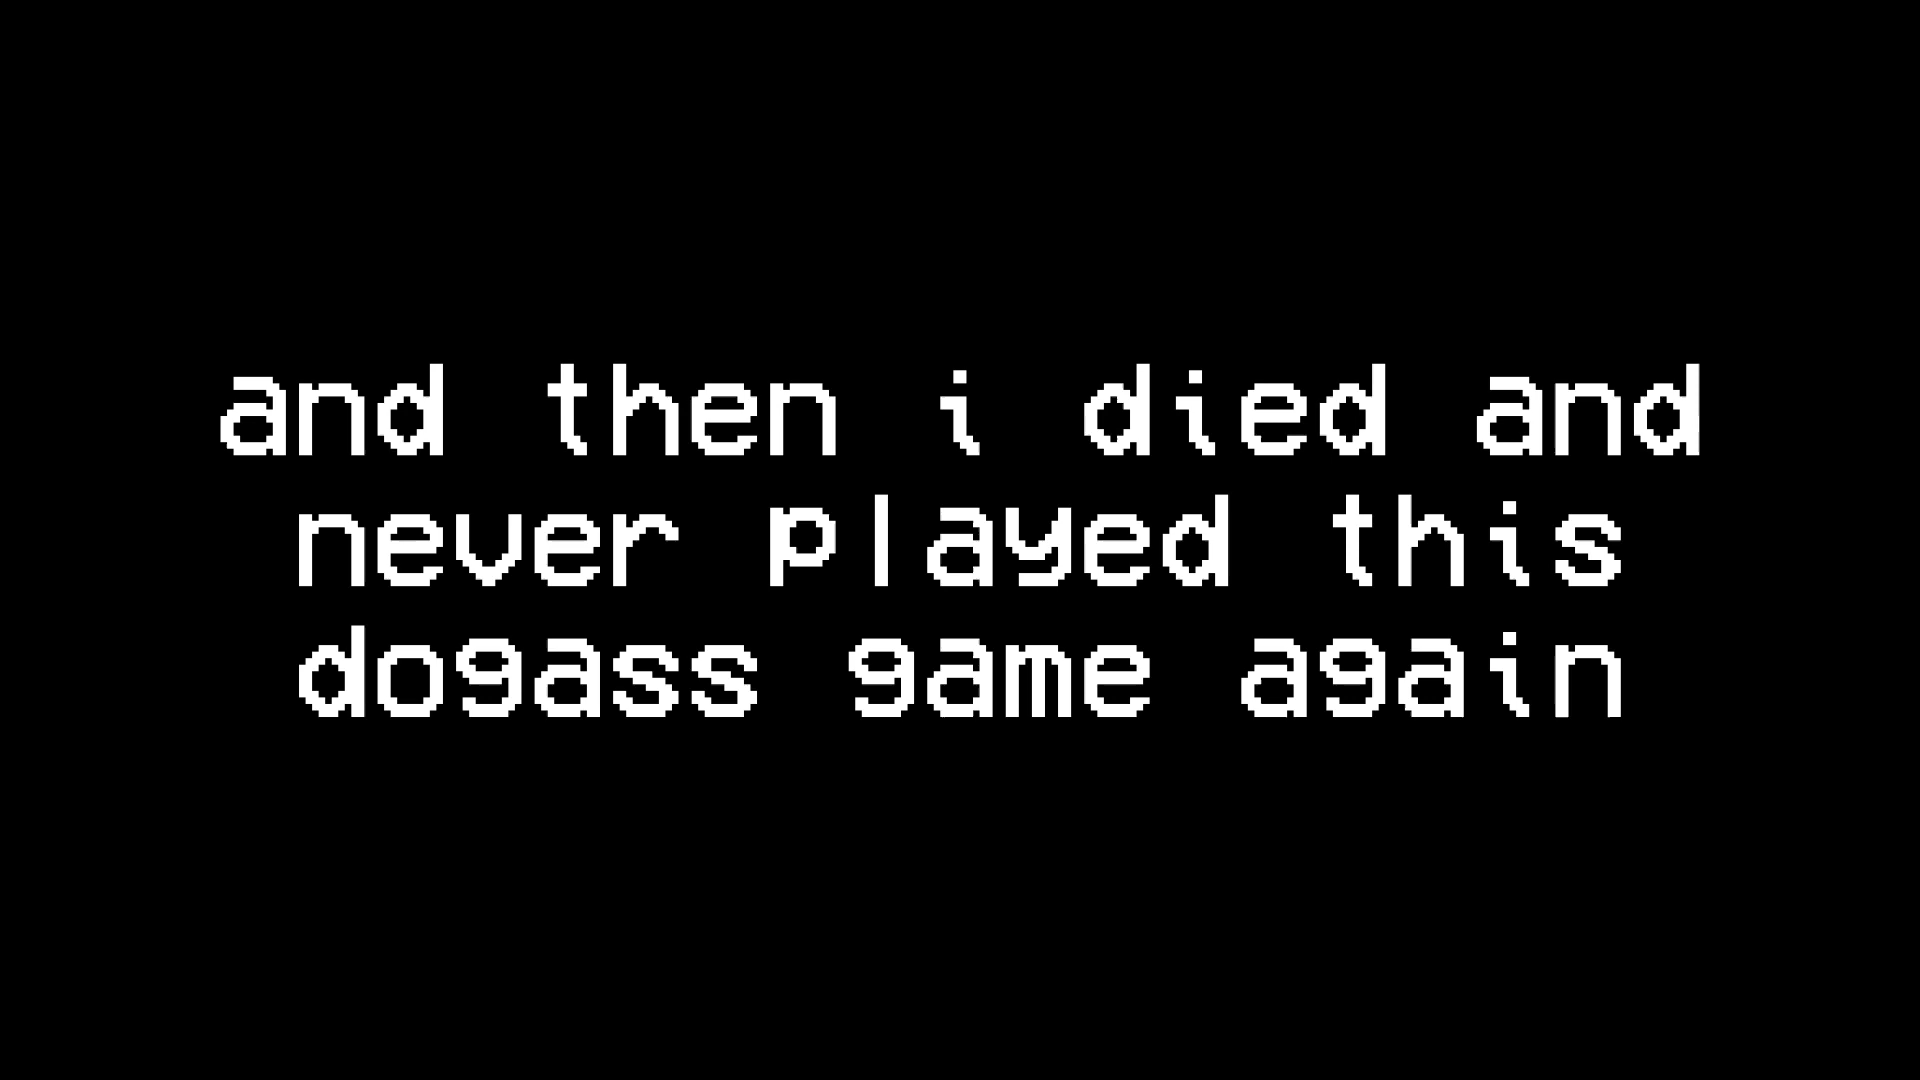 and then i died and
never played this
dogass game again